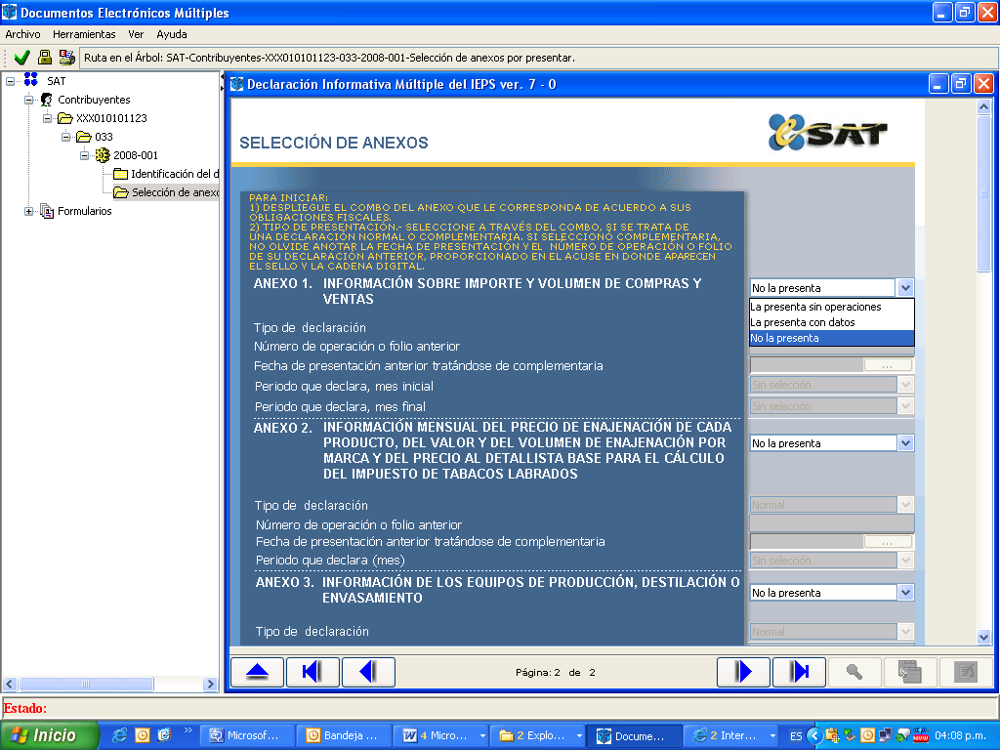 Documentos Electrónicos Múltiples
Archivo Herramientas Ver Ayuda
Ruta en el Árbol: SAT-Contribuyentes-XXX010101123-033-2008-001-Selección de anexos por presentar.
SAT
Contribuyentes
XXX010101123
033
2008-001
Identificación del d
Selección de anexo
Formularios
Declaración Informativa Múltiple del IEPS ver. 7 - 0
SELECCIÓN DE ANEXOS
eSAT
PARA INICIAR:
1) DESPLIEGUE EL COMBO DEL ANEXO QUE LE CORRESPONDA DE ACUERDO A SUS
OBLIGACIONES FISCALES.
2) TIPO DE PRESENTACIÓN.- SELECCIONE A TRAVÉS DEL COMBO, SI SE TRATA DE
UNA DECLARACIÓN NORMAL O COMPLEMENTARIA. SI SELECCIONÓ COMPLEMENTARIA,
NO OLVIDE ANOTAR LA FECHA DE PRESENTACIÓN Y EL NÚMERO DE OPERACIÓN O FOLIO
DE SU DECLARACIÓN ANTERIOR, PROPORCIONADO EN EL ACUSE EN DONDE APARECEN
EL SELLO Y LA CADENA DIGITAL.
ANEXO 1. INFORMACIÓN SOBRE IMPORTE Y VOLUMEN DE COMPRAS Y
VENTAS
No la presenta
La presenta sin operaciones
La presenta con datos
No la presenta
Tipo de declaración
Número de operación o folio anterior
Fecha de presentación anterior tratándose de complementaria
...
Periodo que declara, mes inicial
Sin selección
Periodo que declara, mes final
Sin selección
ANEXO 2. INFORMACIÓN MENSUAL DEL PRECIO DE ENAJENACIÓN DE CADA
PRODUCTO, DEL VALOR Y DEL VOLUMEN DE ENAJENACIÓN POR
MARCA Y DEL PRECIO AL DETALLISTA BASE PARA EL CÁLCULO
DEL IMPUESTO DE TABACOS LABRADOS
No la presenta
Tipo de declaración
Normal
Número de operación o folio anterior
Fecha de presentación anterior tratándose de complementaria
...
Periodo que declara (mes)
Sin selección
ANEXO 3. INFORMACIÓN DE LOS EQUIPOS DE PRODUCCIÓN, DESTILACIÓN O
ENVASAMIENTO
No la presenta
Tipo de declaración
Normal
Página: 2 de 2
Estado:
Inicio
Microsof...
Bandeja ...
4 Micro...
2 Explo...
Docume...
2 Inter...
ES
04:08 p.m.